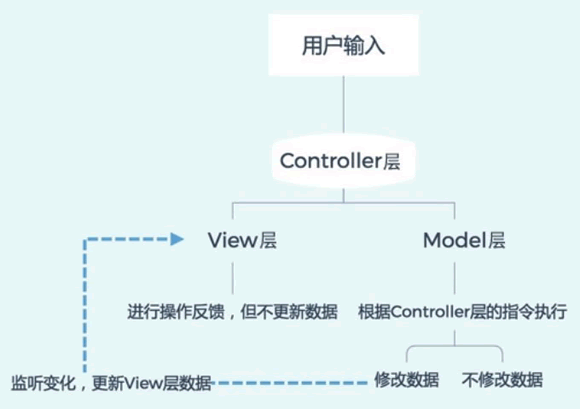 用户输入
Controller层
View层
Model层
进行操作反馈，但不更新数据
根据Controller层的指令执行
监听变化，更新View层数据
修改数据
不修改数据